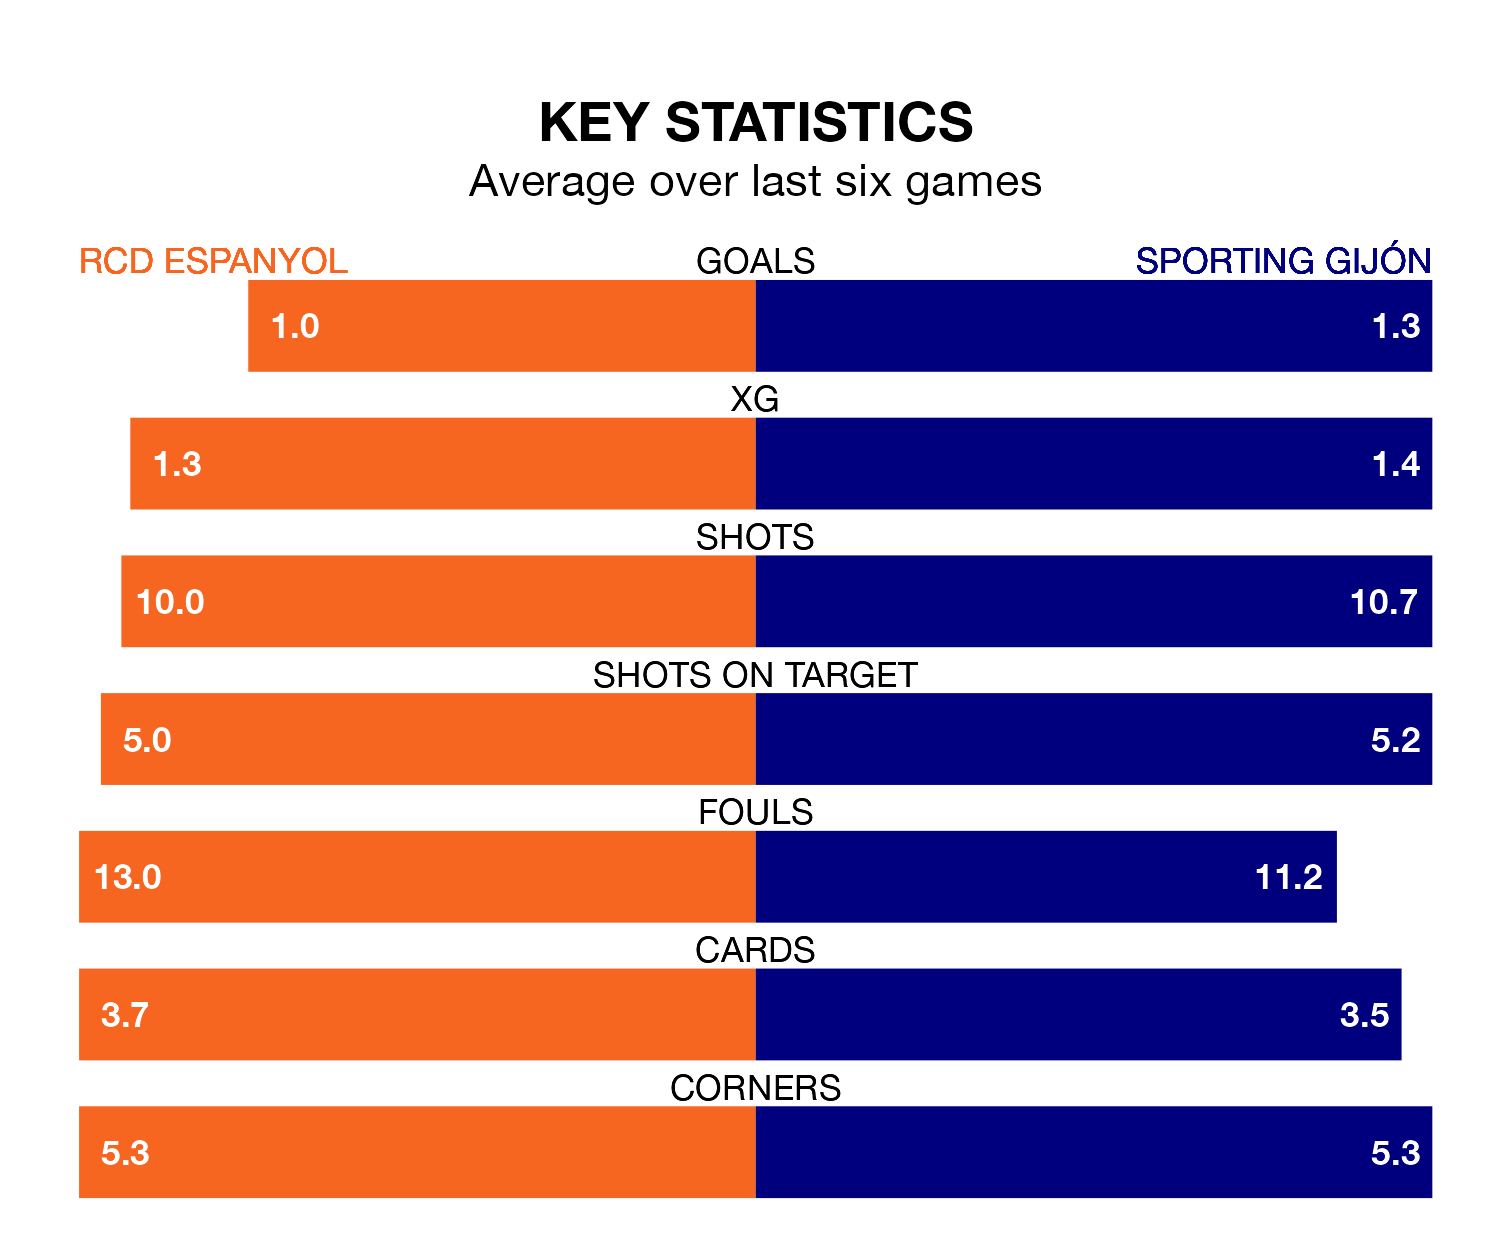 KEY STATISTICS
Average over last six games
RCD ESPANYOL GOALS SPORTING GIJÓN
1.0 1.3
XG
1.3 1.4
SHOTS
10.0 10.7
SHOTS ON TARGET
5.0 5.2
FOULS
13.0 11.2
CARDS
3.7 3.5
CORNERS
5.3 5.3